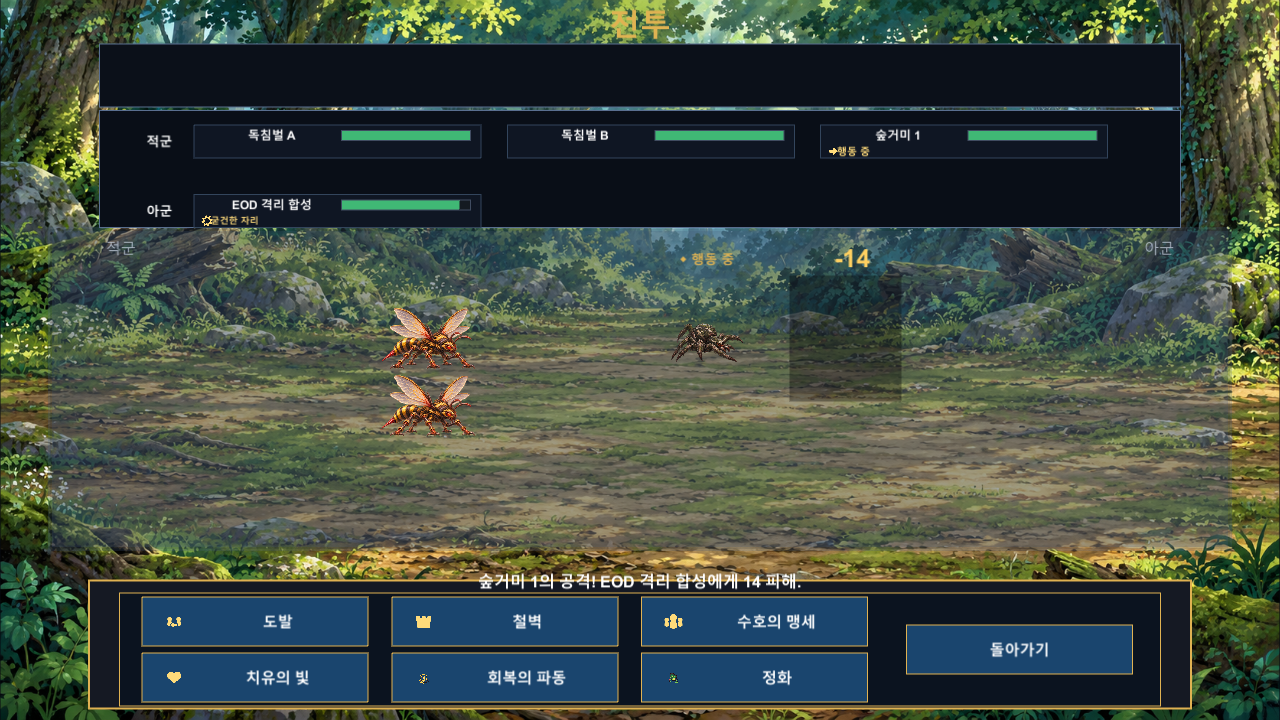 전투
적군
독침벌 A
독침벌 B
숲거미 1
행동 중
아군
EOD 격리 합성
굳건한 자리
적군
• 행동 중
-14
아군
숲거미 1의 공격! EOD 격리 합성에게 14 피해.
도발
철벽
수호의 맹세
치유의 빛
회복의 파동
정화
돌아가기